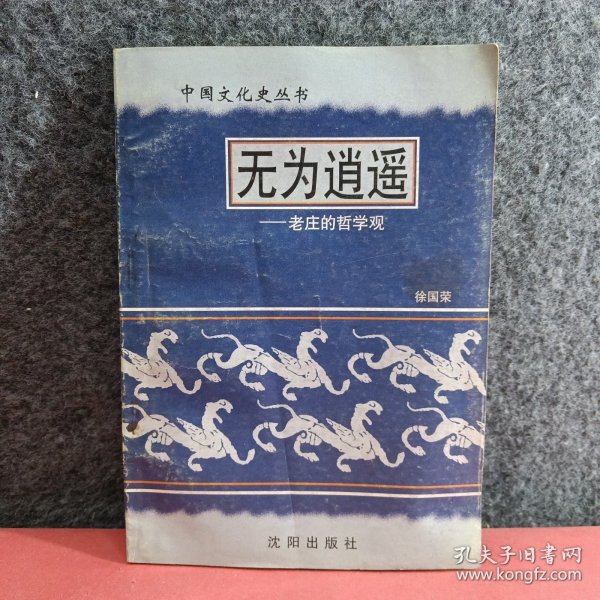 中国文化史丛书
无为逍遥
——老庄的哲学观
徐国荣
沈阳出版社
孔夫子旧书网
www.kongfz.com